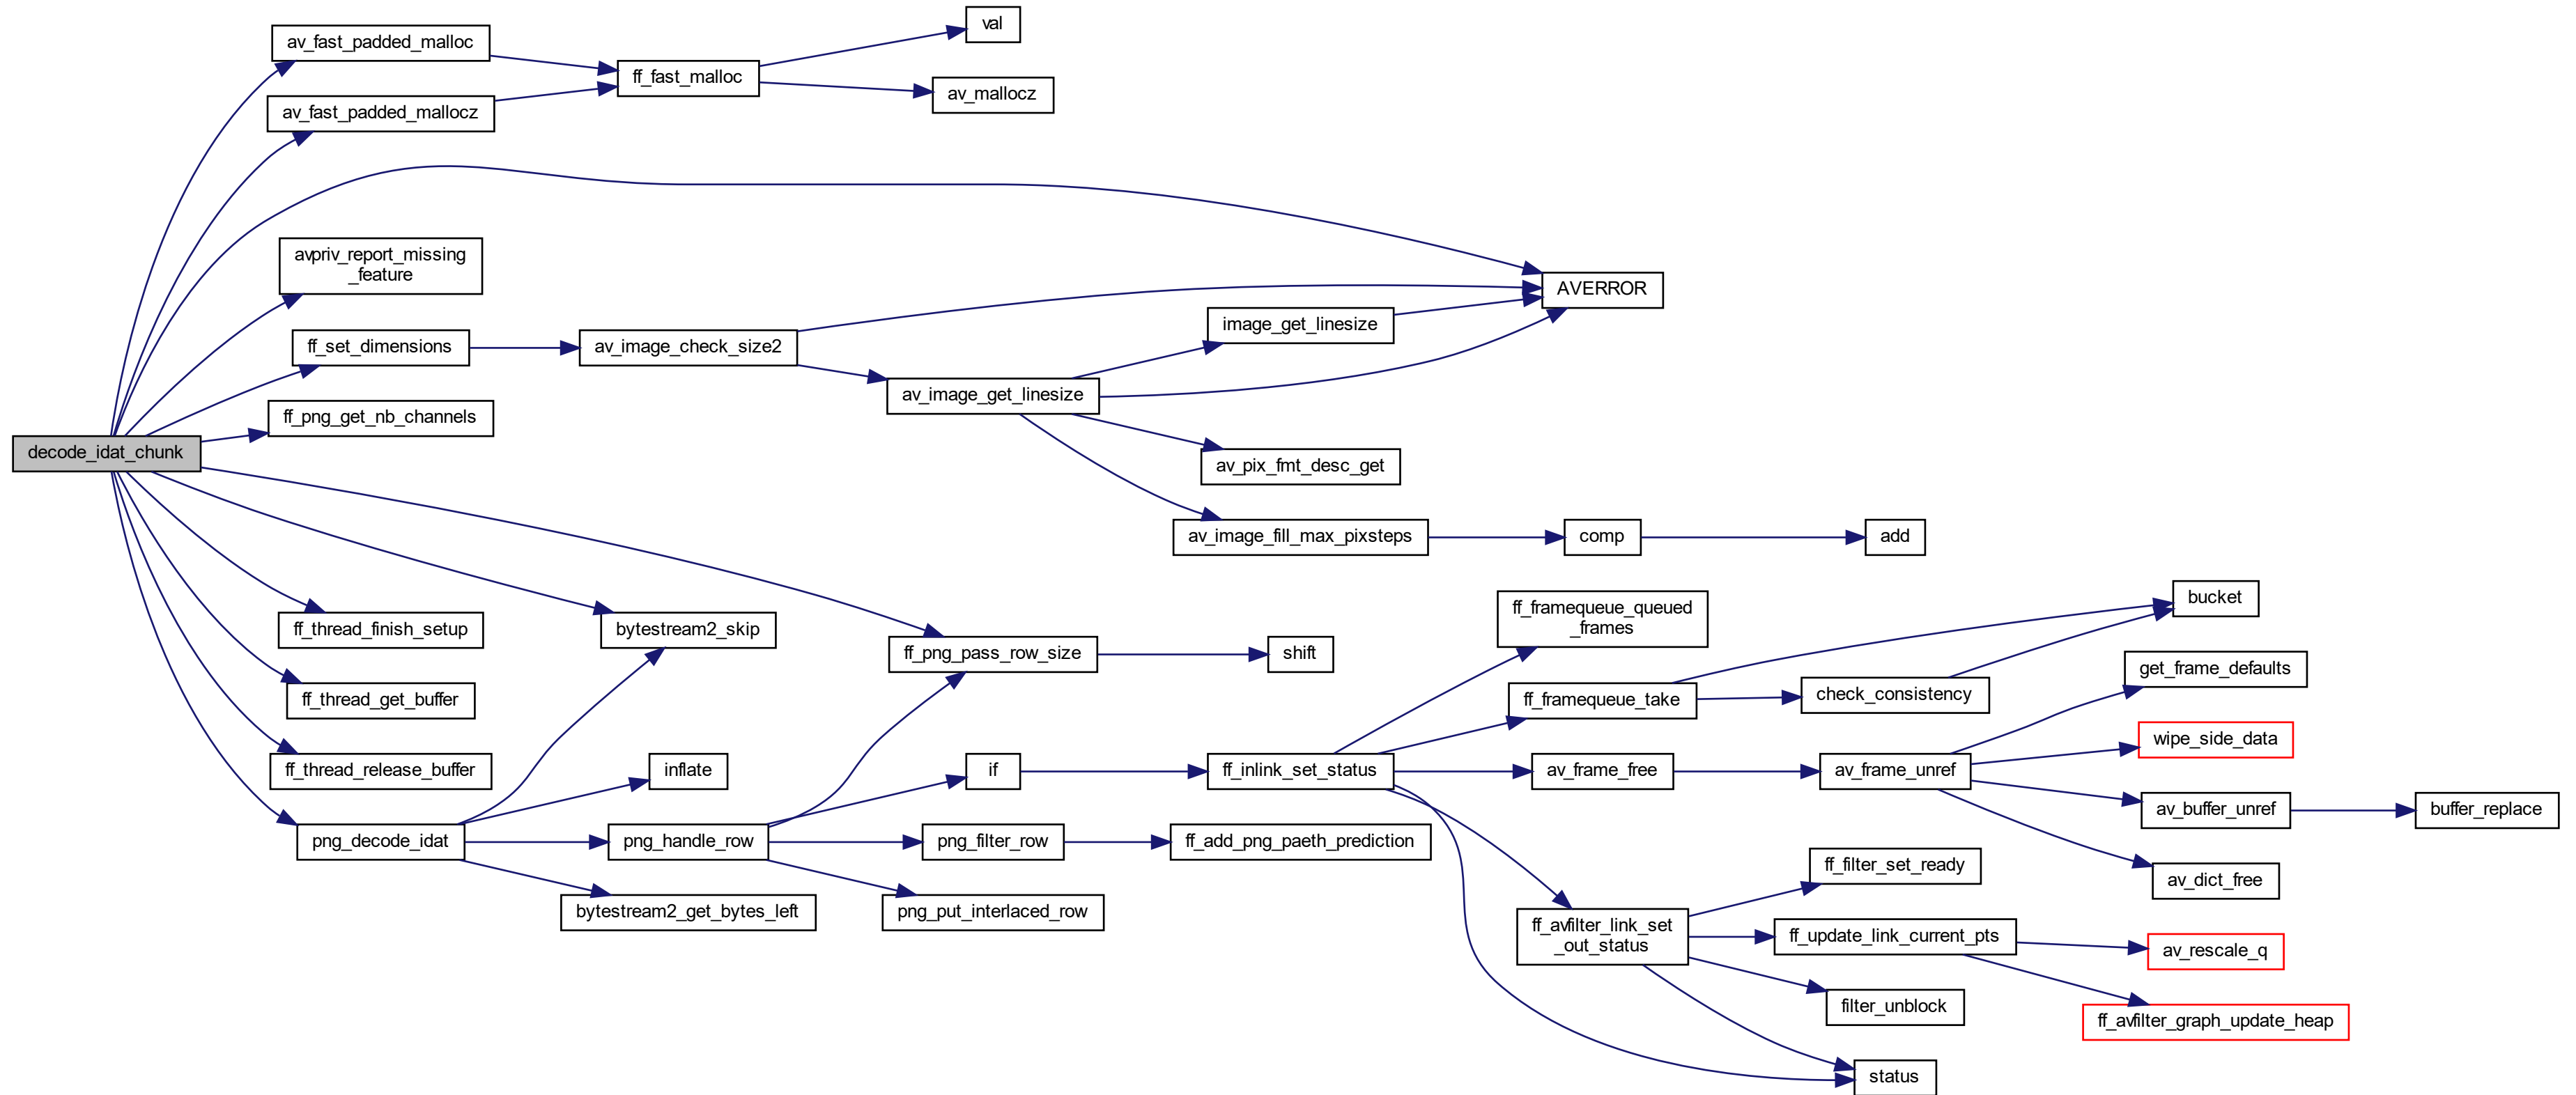 val
av_fast_padded_malloc
ff_fast_malloc
av_mallocz
av_fast_padded_mallocz
avpriv_report_missing
_feature
AVERROR
image_get_linesize
ff_set_dimensions
av_image_check_size2
av_image_get_linesize
ff_png_get_nb_channels
decode_idat_chunk
av_pix_fmt_desc_get
av_image_fill_max_pixsteps
comp
add
bucket
ff_framequeue_queued
_frames
ff_thread_finish_setup
bytestream2_skip
ff_png_pass_row_size
shift
get_frame_defaults
ff_thread_get_buffer
ff_framequeue_take
check_consistency
wipe_side_data
ff_thread_release_buffer
inflate
if
ff_inlink_set_status
av_frame_free
av_frame_unref
av_buffer_unref
buffer_replace
png_decode_idat
png_handle_row
png_filter_row
ff_add_png_paeth_prediction
ff_filter_set_ready
av_dict_free
bytestream2_get_bytes_left
png_put_interlaced_row
ff_avfilter_link_set
_out_status
ff_update_link_current_pts
av_rescale_q
filter_unblock
ff_avfilter_graph_update_heap
status